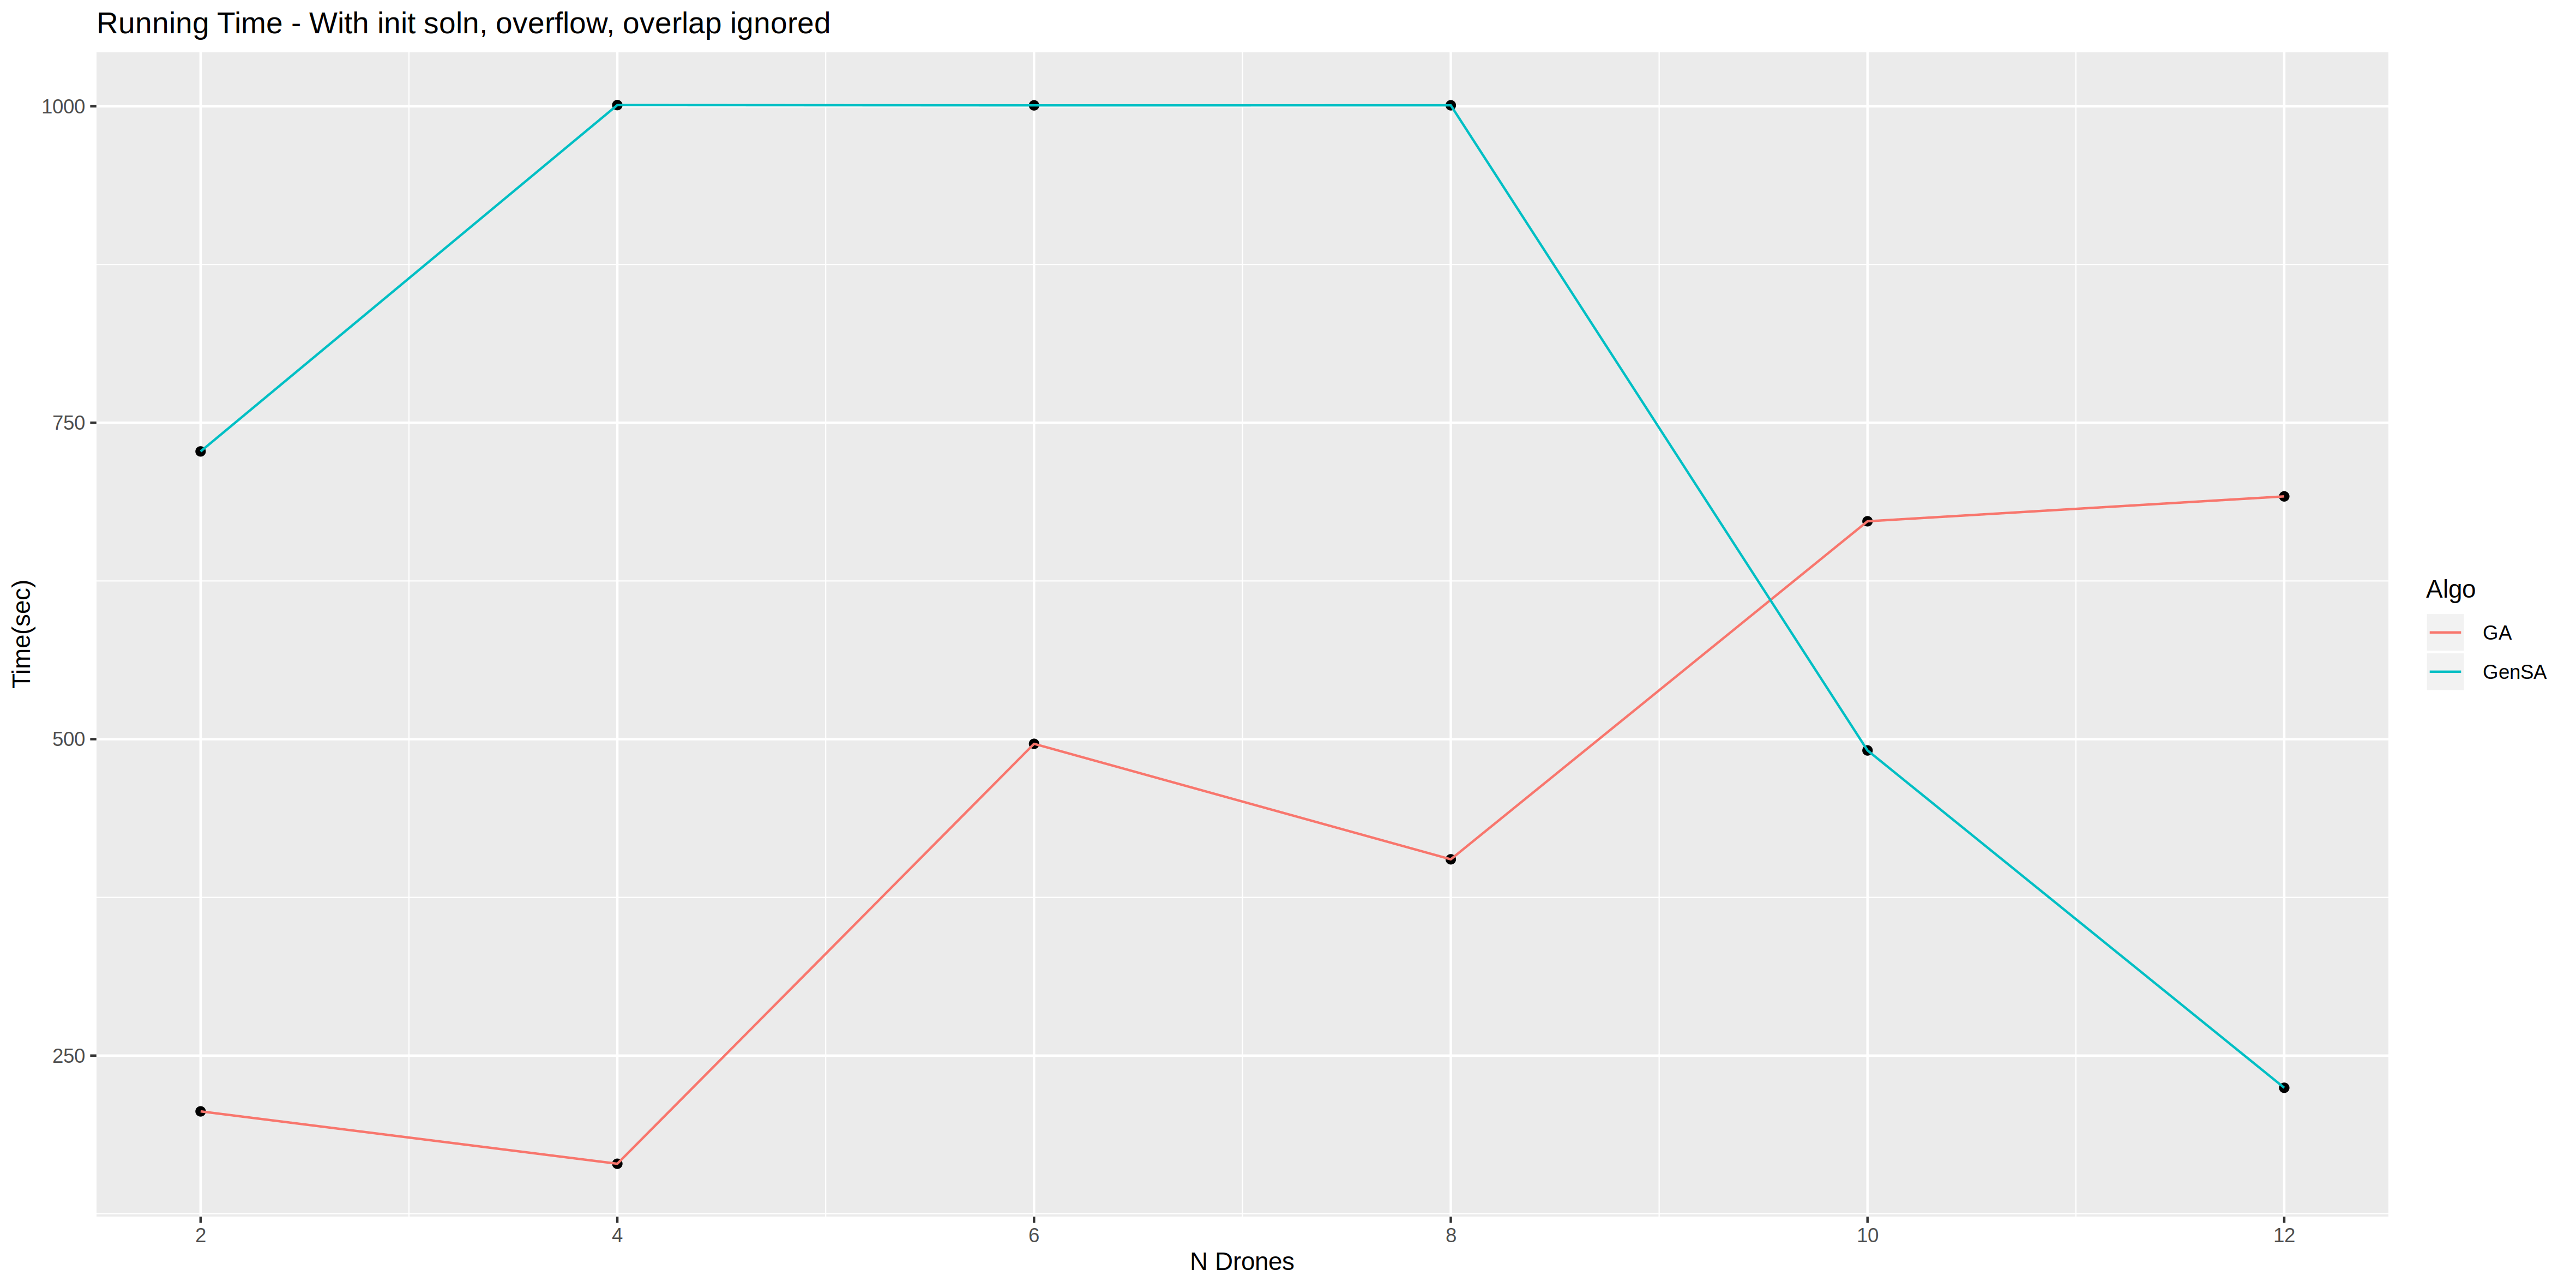 Running Time - With init soln, overflow, overlap ignored
1000
750
500
250
Time(sec)
2 4 6 8 10 12
N Drones
Algo
GA
GenSA